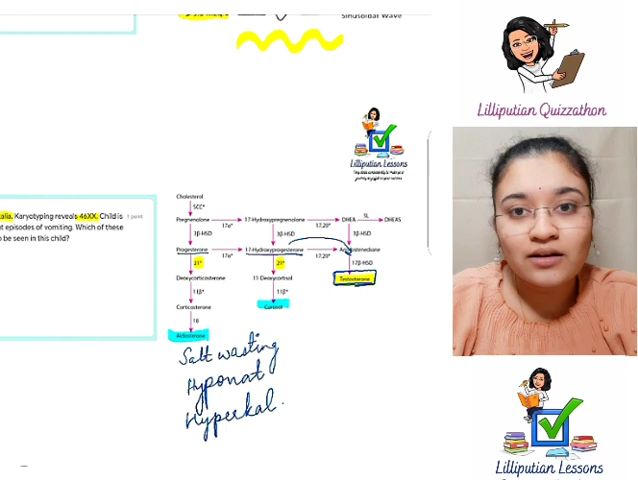 Sinusoidal Wave
Lilliputian Quizzathon
Lilliputian Lessons
alia. Karyotyping reveals 46XX. Child is
1 point
t episodes of vomiting. Which of these
o be seen in this child?
Cholesterol
SCC*
Pregnenolone 17-Hydroxypregnenolone DHEA SL DHEAS
17α* 17,20*
3β-HSD 3β-HSD 3β-HSD
Progesterone 17-Hydroxyprogesterone Androstenedione
21* 17α* 21* 17,20* 17β-HSD
Deoxycorticosterone 11-Deoxycortisol Testosterone
11β* 11β*
Corticosterone Cortisol
18
Aldosterone
Salt wasting
Hyponat
Hyperkal.
Lilliputian Lessons